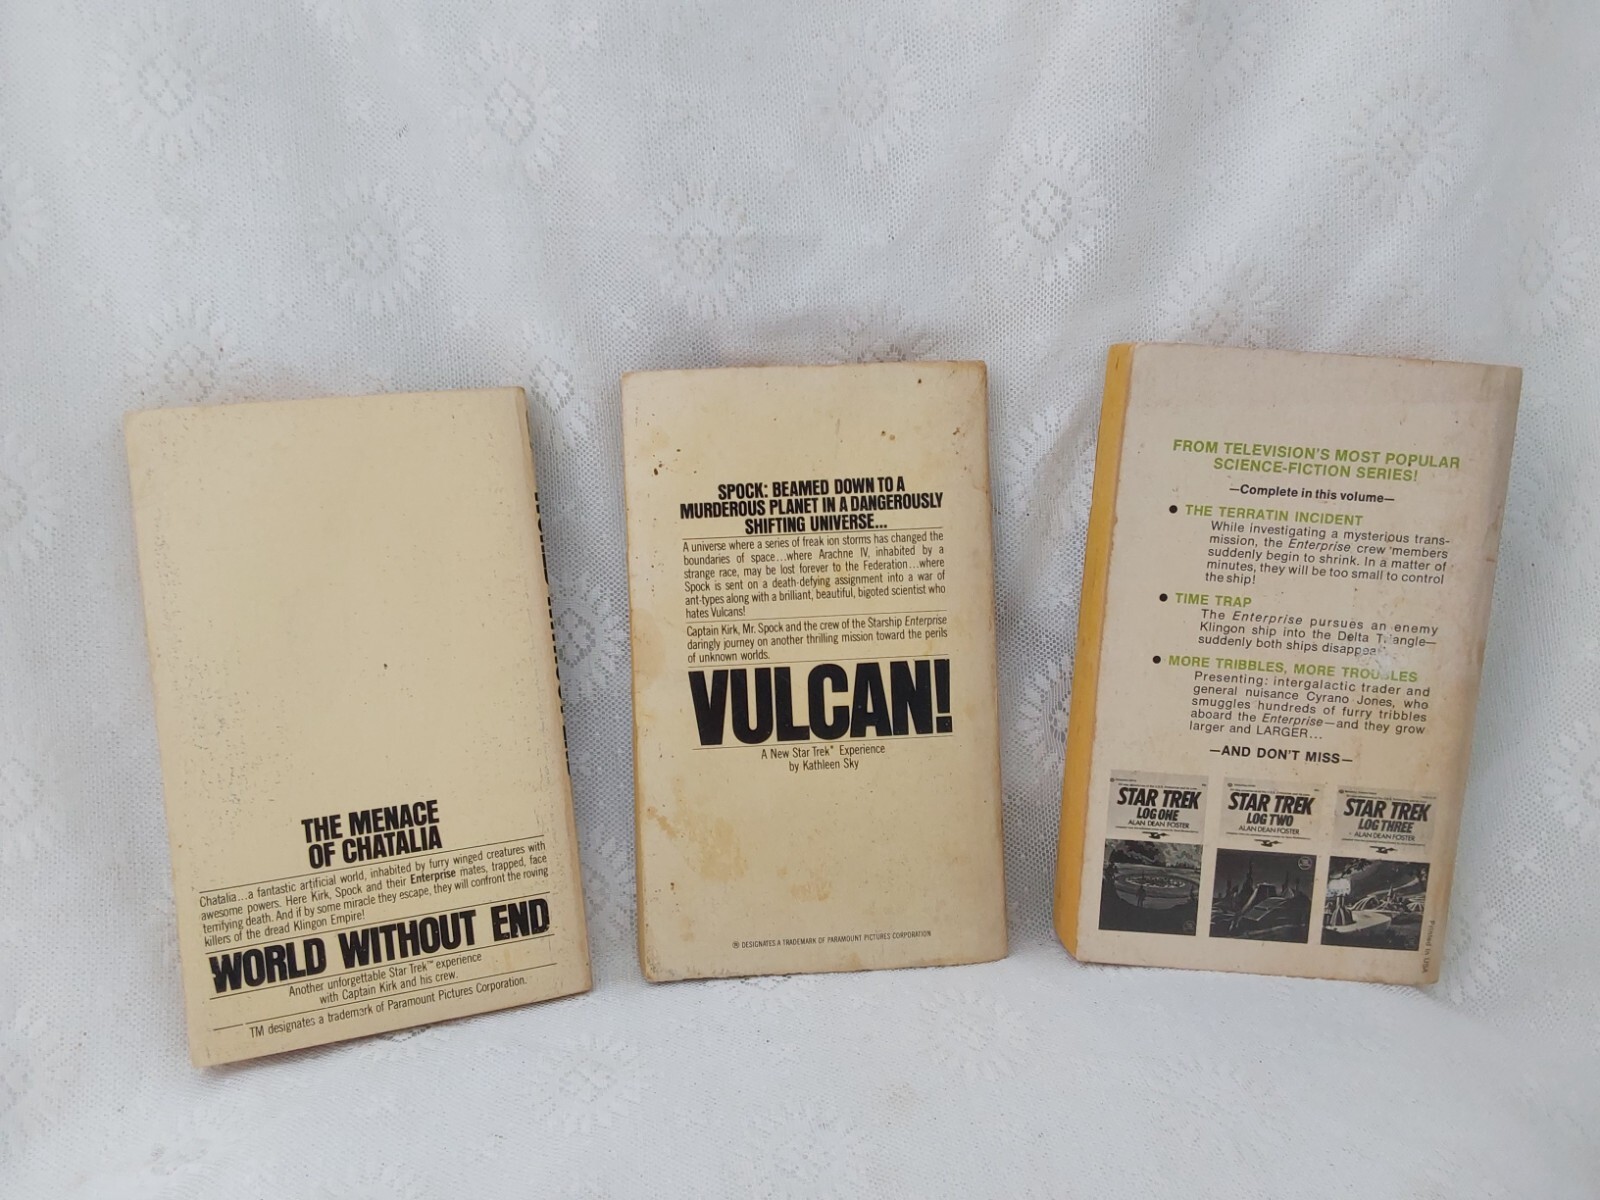 THE MENACE
OF CHATALIA
Chatalia...a fantastic artificial world, inhabited by furry winged creatures with
awesome powers. Here Kirk, Spock and their Enterprise mates, trapped, face
terrifying death. And if by some miracle they escape, they will confront the roving
killers of the dread Klingon Empire!
WORLD WITHOUT END
Another unforgettable Star Trek™ experience
with Captain Kirk and his crew.
TM designates a trademark of Paramount Pictures Corporation.
SPOCK: BEAMED DOWN TO A
MURDEROUS PLANET IN A DANGEROUSLY
SHIFTING UNIVERSE...
A universe where a series of freak ion storms has changed the
boundaries of space...where Arachne IV, inhabited by a
strange race, may be lost forever to the Federation...where
Spock is sent on a death-defying assignment into a war of
ant-types along with a brilliant, beautiful, bigoted scientist who
hates Vulcans!
Captain Kirk, Mr. Spock and the crew of the Starship Enterprise
daringly journey on another thrilling mission toward the perils
of unknown worlds.
VULCAN!
A New Star Trek® Experience
by Kathleen Sky
® DESIGNATES A TRADEMARK OF PARAMOUNT PICTURES CORPORATION
FROM TELEVISION'S MOST POPULAR
SCIENCE-FICTION SERIES!
—Complete in this volume—
● THE TERRATIN INCIDENT
While investigating a mysterious trans-
mission, the Enterprise crew members
suddenly begin to shrink. In a matter of
minutes, they will be too small to control
the ship!
● TIME TRAP
The Enterprise pursues an enemy
Klingon ship into the Delta Triangle—
suddenly both ships disappear
● MORE TRIBBLES, MORE TROUBLES
Presenting: intergalactic trader and
general nuisance Cyrano Jones, who
smuggles hundreds of furry tribbles
aboard the Enterprise—and they grow
larger and LARGER...
—AND DON'T MISS—
STAR TREK
LOG ONE
ALAN DEAN FOSTER
STAR TREK
LOG TWO
ALAN DEAN FOSTER
STAR TREK
LOG THREE
ALAN DEAN FOSTER
Printed in USA